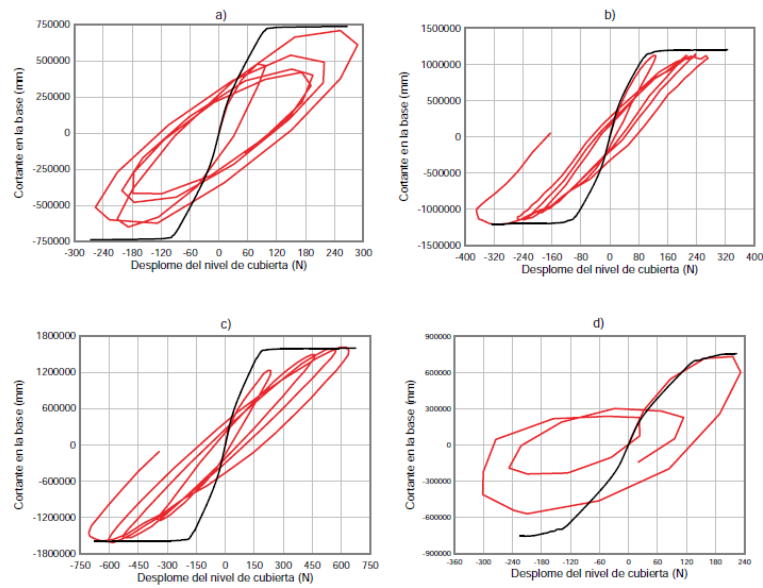 a)
Cortante en la base (mm)
750000
500000
250000
0
-250000
-500000
-750000
-300 -240 -180 -120 -60 0 60 120 180 240 300
Desplome del nivel de cubierta (N)
b)
Cortante en la base (mm)
1500000
1000000
500000
0
-500000
-1000000
-1500000
-400 -320 -240 -160 -80 0 80 160 240 320 400
Desplome del nivel de cubierta (N)
c)
Cortante en la base (mm)
1800000
1200000
600000
0
-600000
-1200000
-1800000
-750 -600 -450 -300 -150 0 150 300 450 600 750
Desplome del nivel de cubierta (N)
d)
Cortante en la base (mm)
900000
600000
300000
0
-300000
-600000
-900000
-360 -300 -240 -180 -120 -60 0 60 120 180 240
Desplome del nivel de cubierta (N)